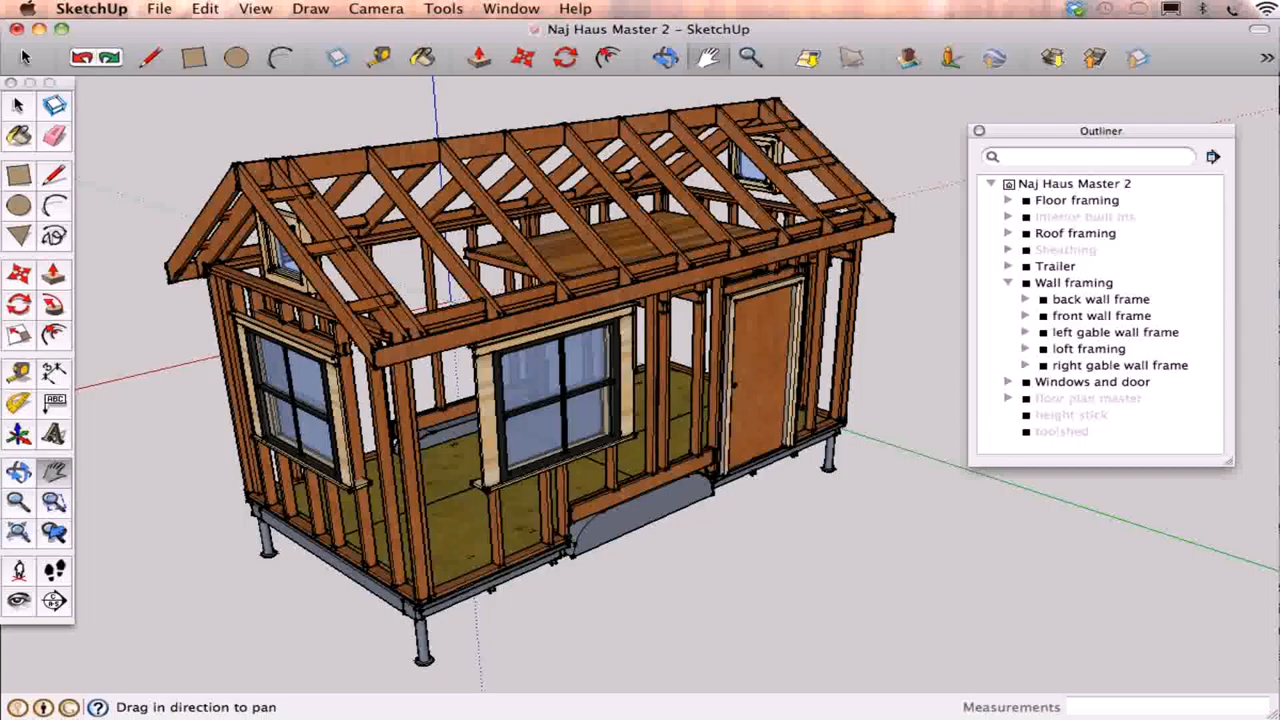 SketchUp File Edit View Draw Camera Tools Window Help
Naj Haus Master 2 – SketchUp
Outliner
Naj Haus Master 2
Floor framing
Interior built ins
Roof framing
Sheathing
Trailer
Wall framing
back wall frame
front wall frame
left gable wall frame
loft framing
right gable wall frame
Windows and door
floor plan master
height stick
toolshed
ABC
Drag in direction to pan
Measurements